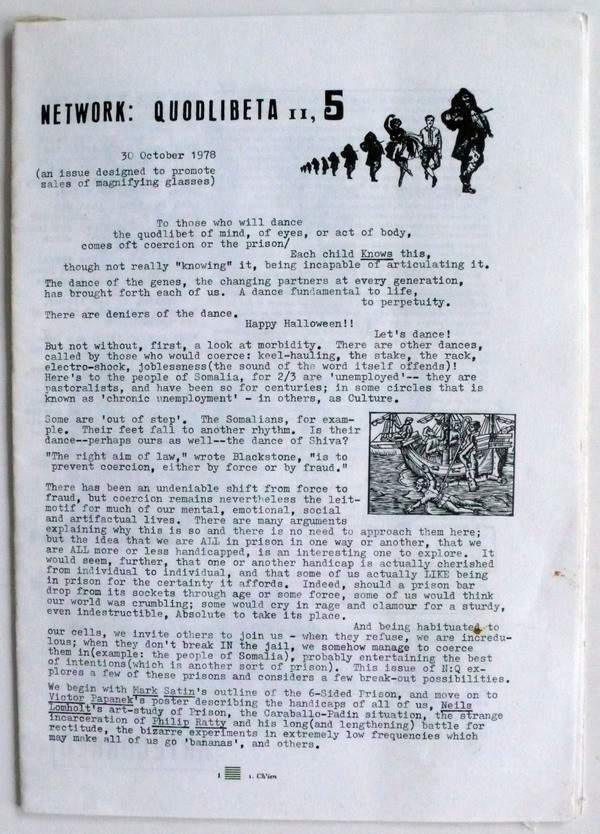 NETWORK: QUODLIBETA II, 5
30 October 1978
(an issue designed to promote
sales of magnifying glasses)
To those who will dance
the quodlibet of mind, of eyes, or act of body,
comes oft coercion or the prison/
Each child Knows this,
though not really "knowing" it, being incapable of articulating it.
The dance of the genes, the changing partners at every generation,
has brought forth each of us. A dance fundamental to life,
to perpetuity.
There are deniers of the dance.
Happy Halloween!!
Let's dance!
But not without, first, a look at morbidity. There are other dances,
called by those who would coerce: keel-hauling, the stake, the rack,
electro-shock, joblessness(the sound of the word itself offends)!
Here's to the people of Somalia, for 2/3 are 'unemployed'-- they are
pastoralists, and have been so for centuries; in some circles that is
known as 'chronic unemployment' - in others, as Culture.
Some are 'out of step'. The Somalians, for exam-
ple. Their feet fall to another rhythm. Is their
dance--perhaps ours as well--the dance of Shiva?
"The right aim of law," wrote Blackstone, "is to
prevent coercion, either by force or by fraud."
There has been an undeniable shift from force to
fraud, but coercion remains nevertheless the leit-
motif for much of our mental, emotional, social
and artifactual lives. There are many arguments
explaining why this is so and there is no need to approach them here;
but the idea that we are ALL in prison in one way or another, that we
are ALL more or less handicapped, is an interesting one to explore. It
would seem, further, that one or another handicap is actually cherished
from individual to individual, and that some of us actually LIKE being
in prison for the certainty it affords. Indeed, should a prison bar
drop from its sockets through age or some force, some of us would think
our world was crumbling; some would cry in rage and clamour for a sturdy,
even indestructible, Absolute to take its place.
And being habituated to
our cells, we invite others to join us - when they refuse, we are incredu-
lous; when they don't break IN the jail, we somehow manage to coerce
them in(example: the people of Somalia), probably entertaining the best
of intentions(which is another sort of prison). This issue of N:Q ex-
plores a few of these prisons and considers a few break-out possibilities.
We begin with Mark Satin's outline of the 6-Sided Prison, and move on to
Victor Papanek's poster describing the handicaps of all of us, Neils
Lomholt's art-study of Prison, the Caraballo-Padin situation, the strange
incarceration of Philip Ratty and his long(and lengthening) battle for
rectitude, the bizarre experiments in extremely low frequencies which
may make all of us go 'bananas', and others.
1 1. Ch'ien